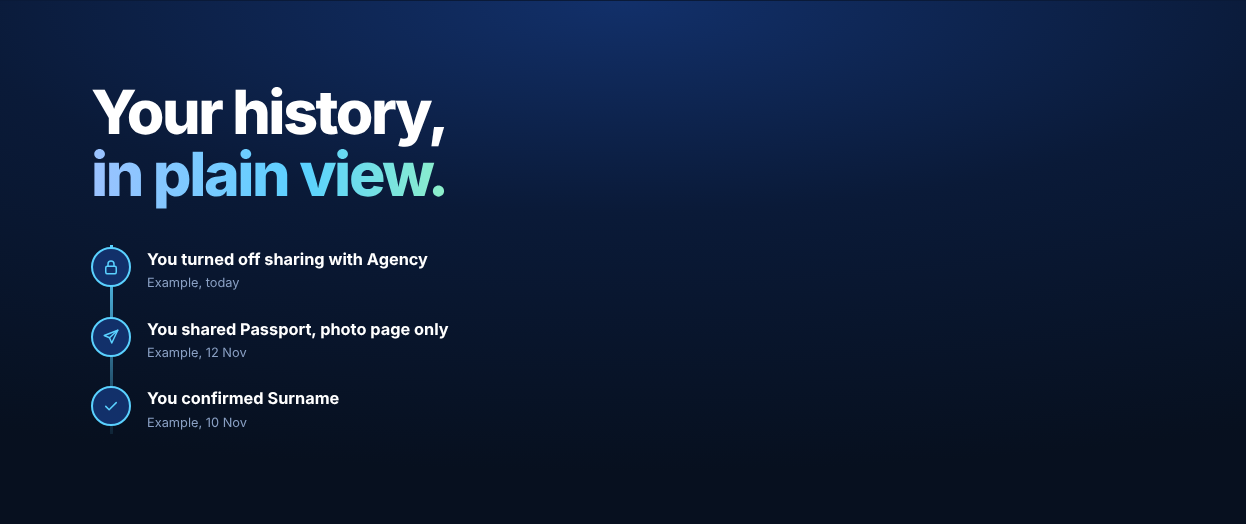 Your history,
in plain view.
You turned off sharing with Agency
Example, today
You shared Passport, photo page only
Example, 12 Nov
You confirmed Surname
Example, 10 Nov